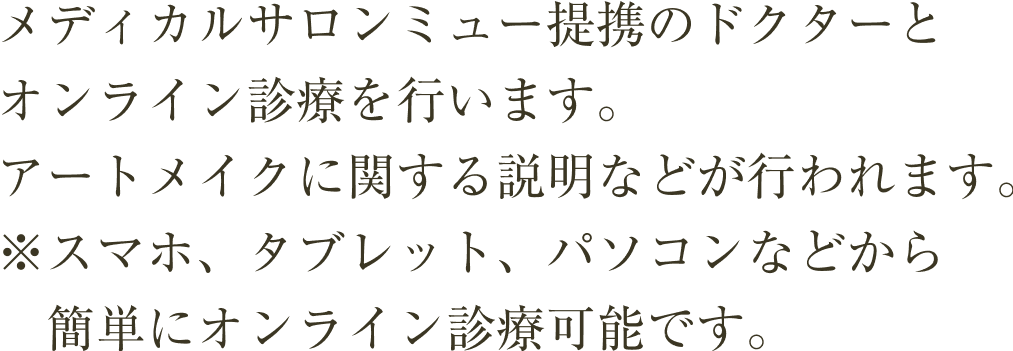 メディカルサロンミュー提携のドクターと
オンライン診療を行います。
アートメイクに関する説明などが行われます。
※スマホ、タブレット、パソコンなどから
　簡単にオンライン診療可能です。